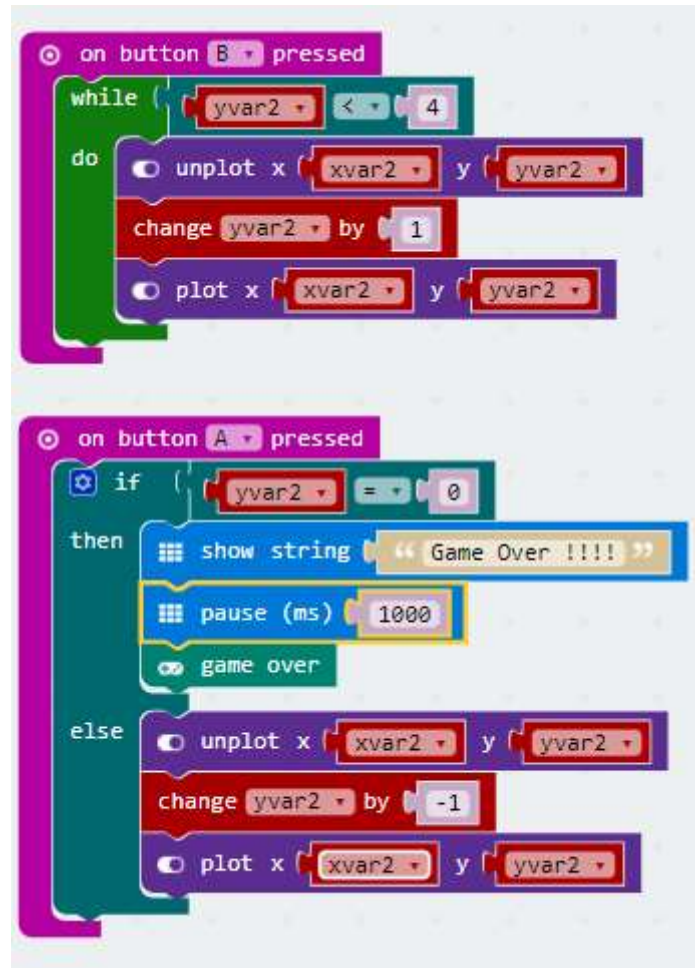 on button B pressed
while yvar2 < 4
do unplot x xvar2 y yvar2
change yvar2 by 1
plot x xvar2 y yvar2
on button A pressed
if yvar2 = 0
then show string “ Game Over !!!! ”
pause (ms) 1000
game over
else unplot x xvar2 y yvar2
change yvar2 by -1
plot x xvar2 y yvar2